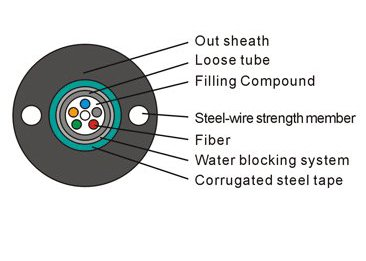 Out sheath
Loose tube
Filling Compound
Steel-wire strength member
Fiber
Water blocking system
Corrugated steel tape